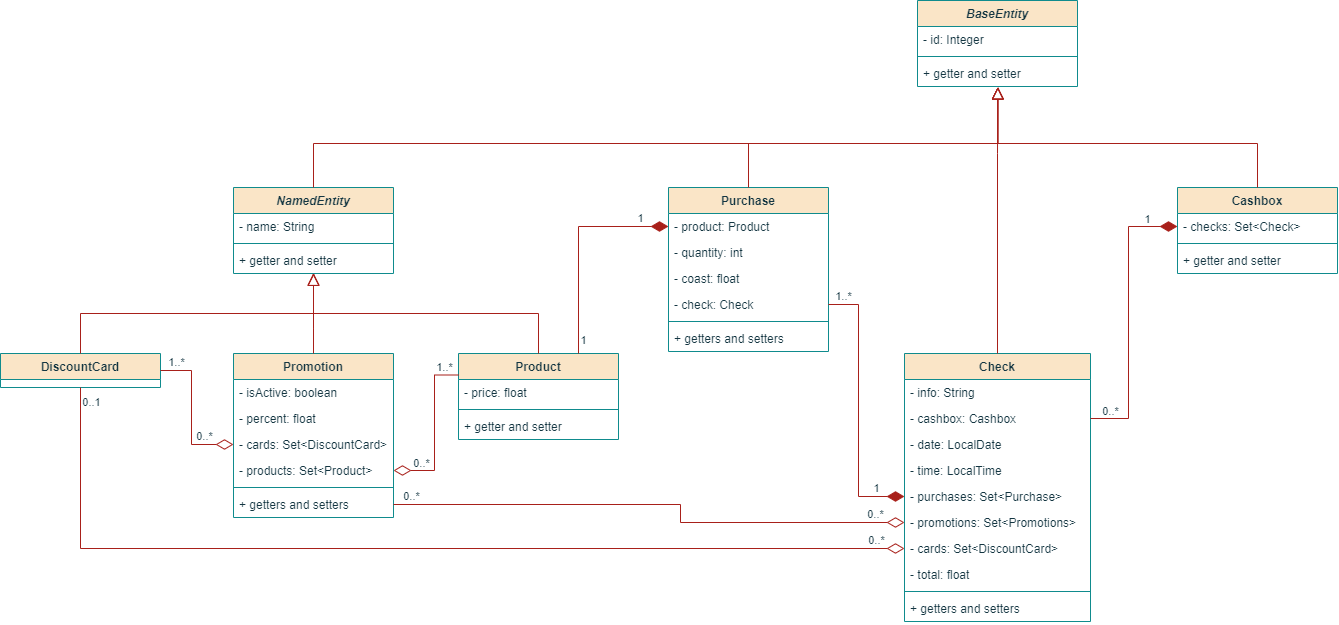 BaseEntity
- id: Integer
+ getter and setter
NamedEntity
- name: String
+ getter and setter
Purchase
- product: Product
- quantity: int
- coast: float
- check: Check
+ getters and setters
Cashbox
- checks: Set<Check>
+ getter and setter
1
1
1..*
1
DiscountCard
1..*
0..1
Promotion
- isActive: boolean
- percent: float
- cards: Set<DiscountCard>
- products: Set<Product>
+ getters and setters
0..*
1..*
0..*
0..*
Product
- price: float
+ getter and setter
Check
- info: String
- cashbox: Cashbox
- date: LocalDate
- time: LocalTime
- purchases: Set<Purchase>
- promotions: Set<Promotions>
- cards: Set<DiscountCard>
- total: float
+ getters and setters
0..*
1
0..*
0..*